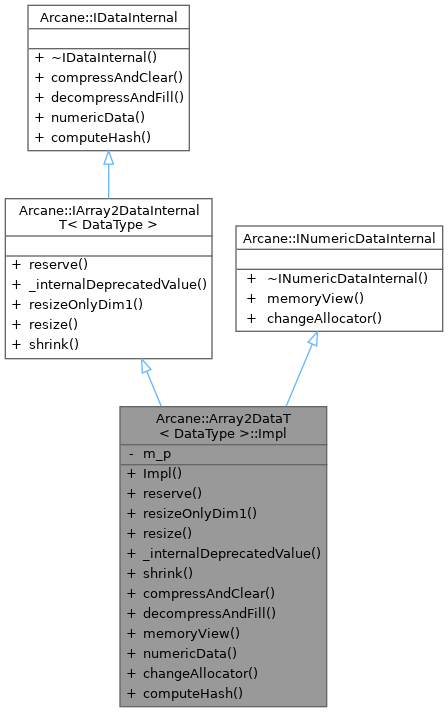 Arcane::IDataInternal
+ ~IDataInternal()
+ compressAndClear()
+ decompressAndFill()
+ numericData()
+ computeHash()
Arcane::IArray2DataInternal
T< DataType >
+ reserve()
+ _internalDeprecatedValue()
+ resizeOnlyDim1()
+ resize()
+ shrink()
Arcane::INumericDataInternal
+ ~INumericDataInternal()
+ memoryView()
+ changeAllocator()
Arcane::Array2DataT
< DataType >::Impl
- m_p
+ Impl()
+ reserve()
+ resizeOnlyDim1()
+ resize()
+ _internalDeprecatedValue()
+ shrink()
+ compressAndClear()
+ decompressAndFill()
+ memoryView()
+ numericData()
+ changeAllocator()
+ computeHash()